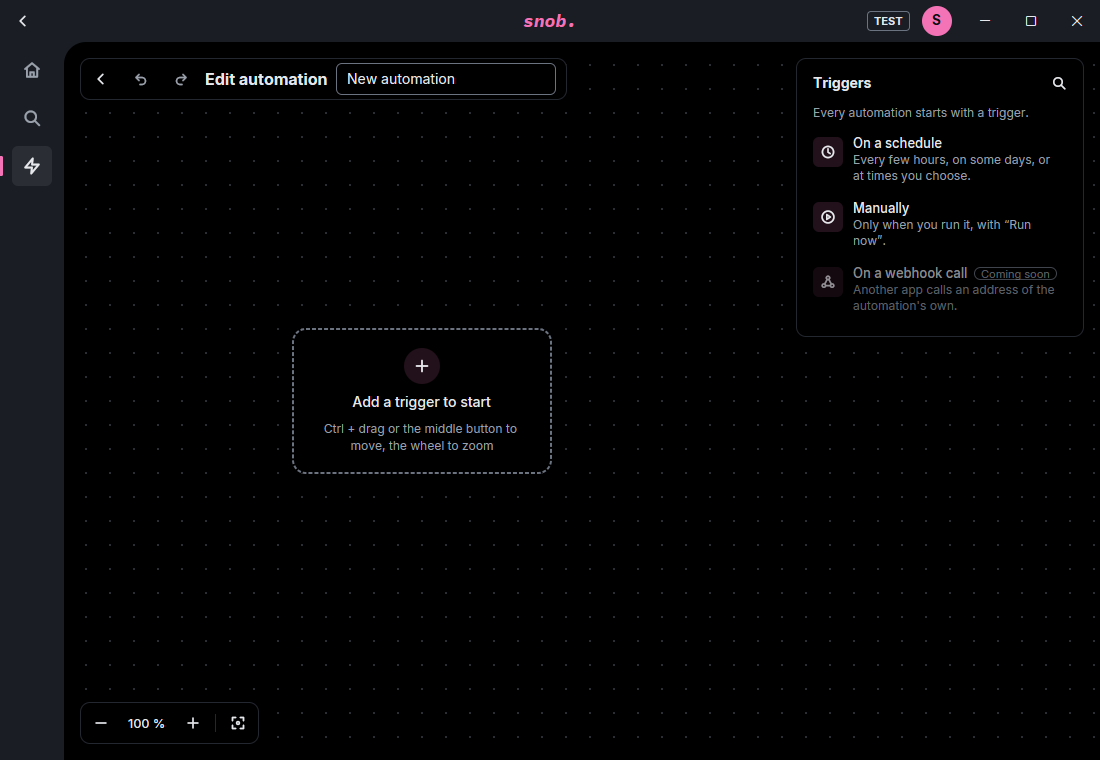 snob.
TEST
S
Edit automation
New automation
Triggers
Every automation starts with a trigger.
On a schedule
Every few hours, on some days, or
at times you choose.
Manually
Only when you run it, with “Run
now”.
On a webhook call Coming soon
Another app calls an address of the
automation's own.
Add a trigger to start
Ctrl + drag or the middle button to
move, the wheel to zoom
100 %